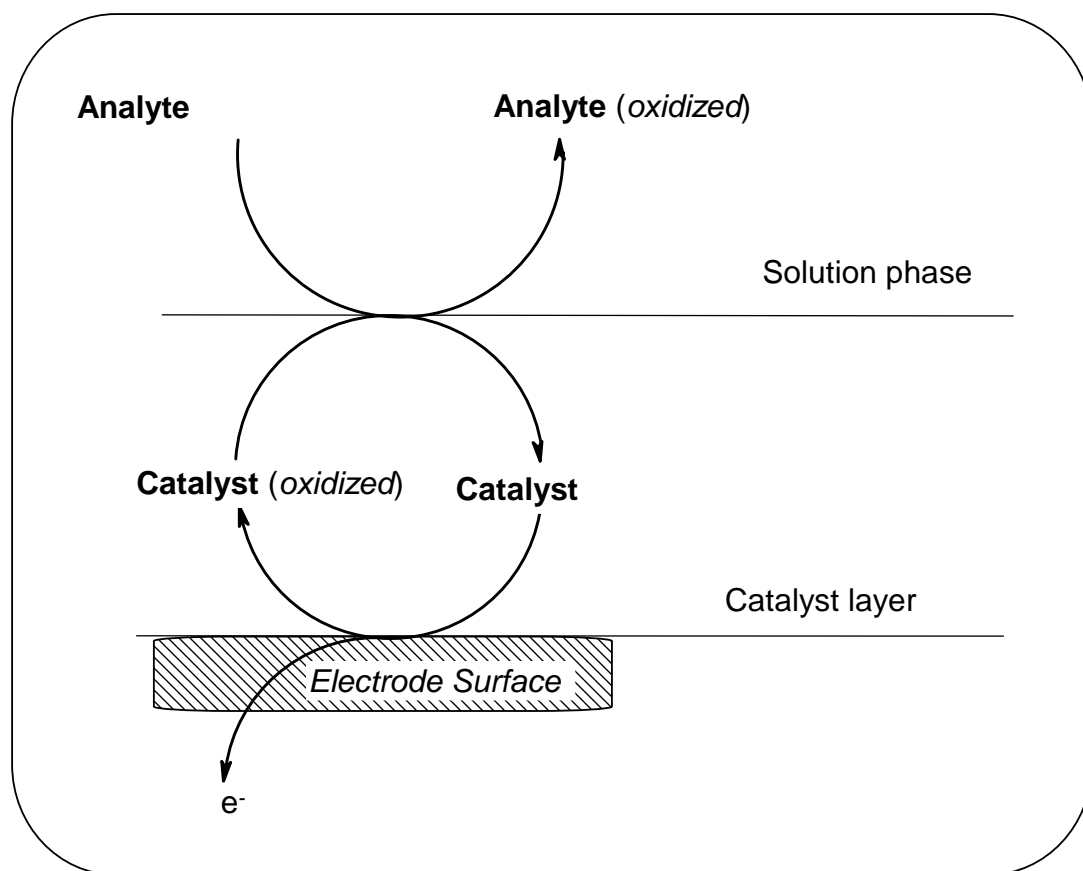 Analyte
Analyte (oxidized)
Solution phase
Catalyst (oxidized)
Catalyst
Catalyst layer
Electrode Surface
e-